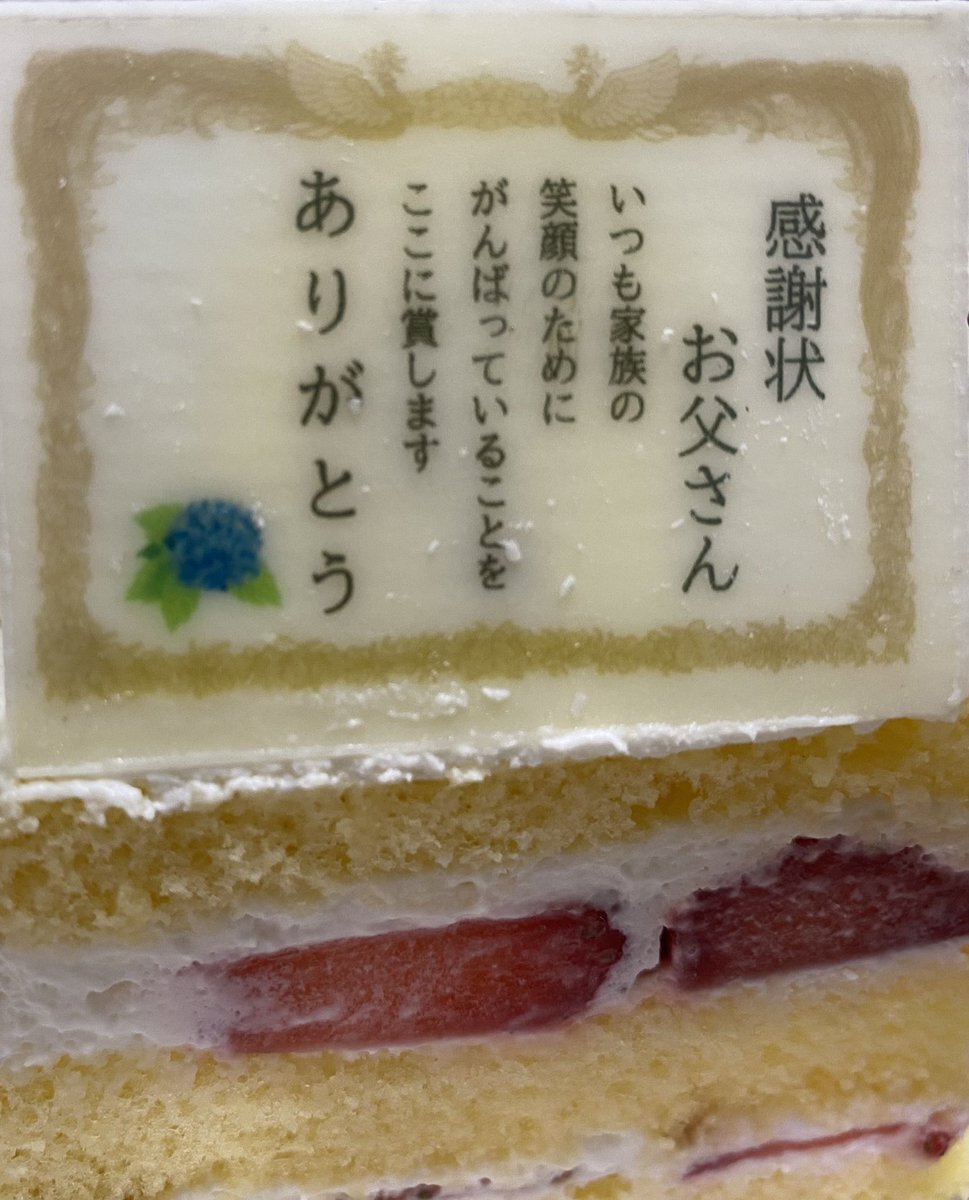 感謝状
お父さん
いつも家族の
笑顔のために
がんばっていることを
ここに賞します
ありがとう